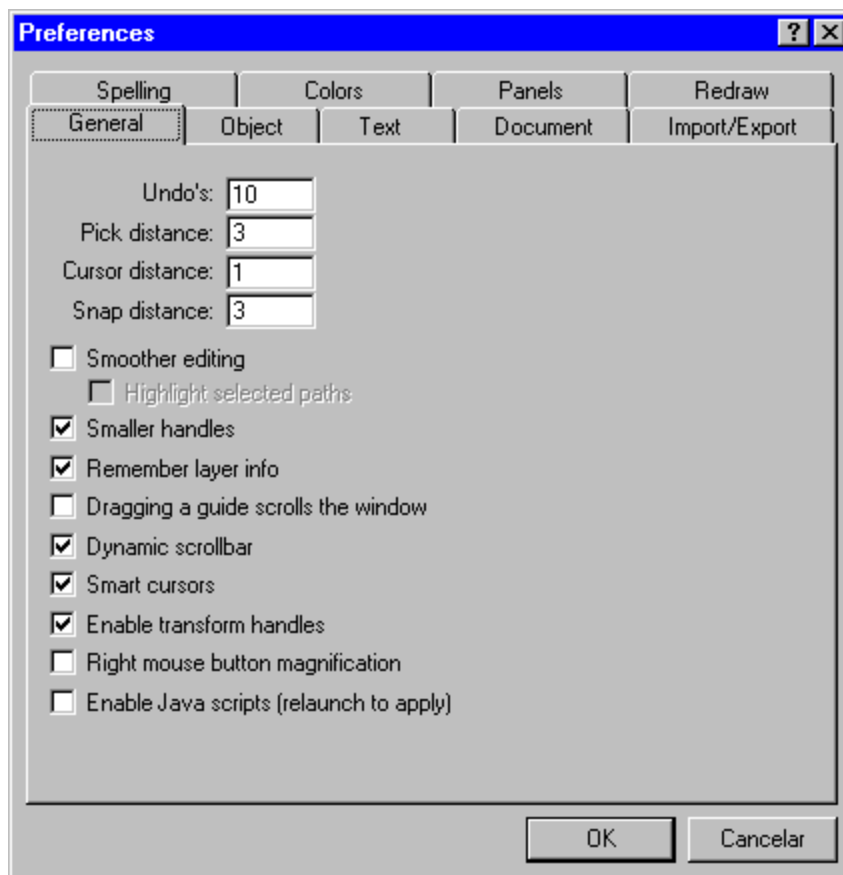 Preferences
Spelling Colors Panels Redraw
General Object Text Document Import/Export
Undo's: 10
Pick distance: 3
Cursor distance: 1
Snap distance: 3
Smoother editing
Highlight selected paths
Smaller handles
Remember layer info
Dragging a guide scrolls the window
Dynamic scrollbar
Smart cursors
Enable transform handles
Right mouse button magnification
Enable Java scripts (relaunch to apply)
OK Cancelar